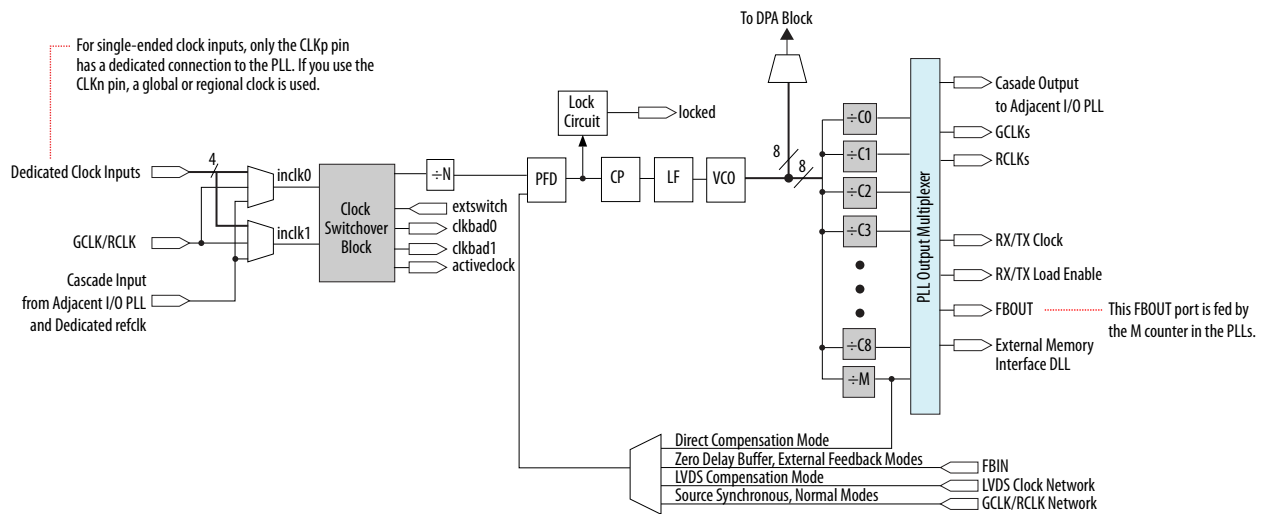 To DPA Block
For single-ended clock inputs, only the CLKp pin
has a dedicated connection to the PLL. If you use the
CLKn pin, a global or regional clock is used.
Lock
Circuit
locked
Casade Output
to Adjacent I/O PLL
÷C0
GCLKs
4
8
8
÷C1
RCLKs
Dedicated Clock Inputs
inclk0
÷N
PFD
CP
LF
VCO
÷C2
PLL Output Multiplexer
Clock
Switchover
Block
extswitch
clkbad0
clkbad1
activeclock
÷C3
GCLK/RCLK
inclk1
RX/TX Clock
Cascade Input
from Adjacent I/O PLL
and Dedicated refclk
RX/TX Load Enable
FBOUT
This FBOUT port is fed by
the M counter in the PLLs.
÷C8
External Memory
Interface DLL
÷M
Direct Compensation Mode
Zero Delay Buffer, External Feedback Modes
FBIN
LVDS Compensation Mode
LVDS Clock Network
Source Synchronous, Normal Modes
GCLK/RCLK Network